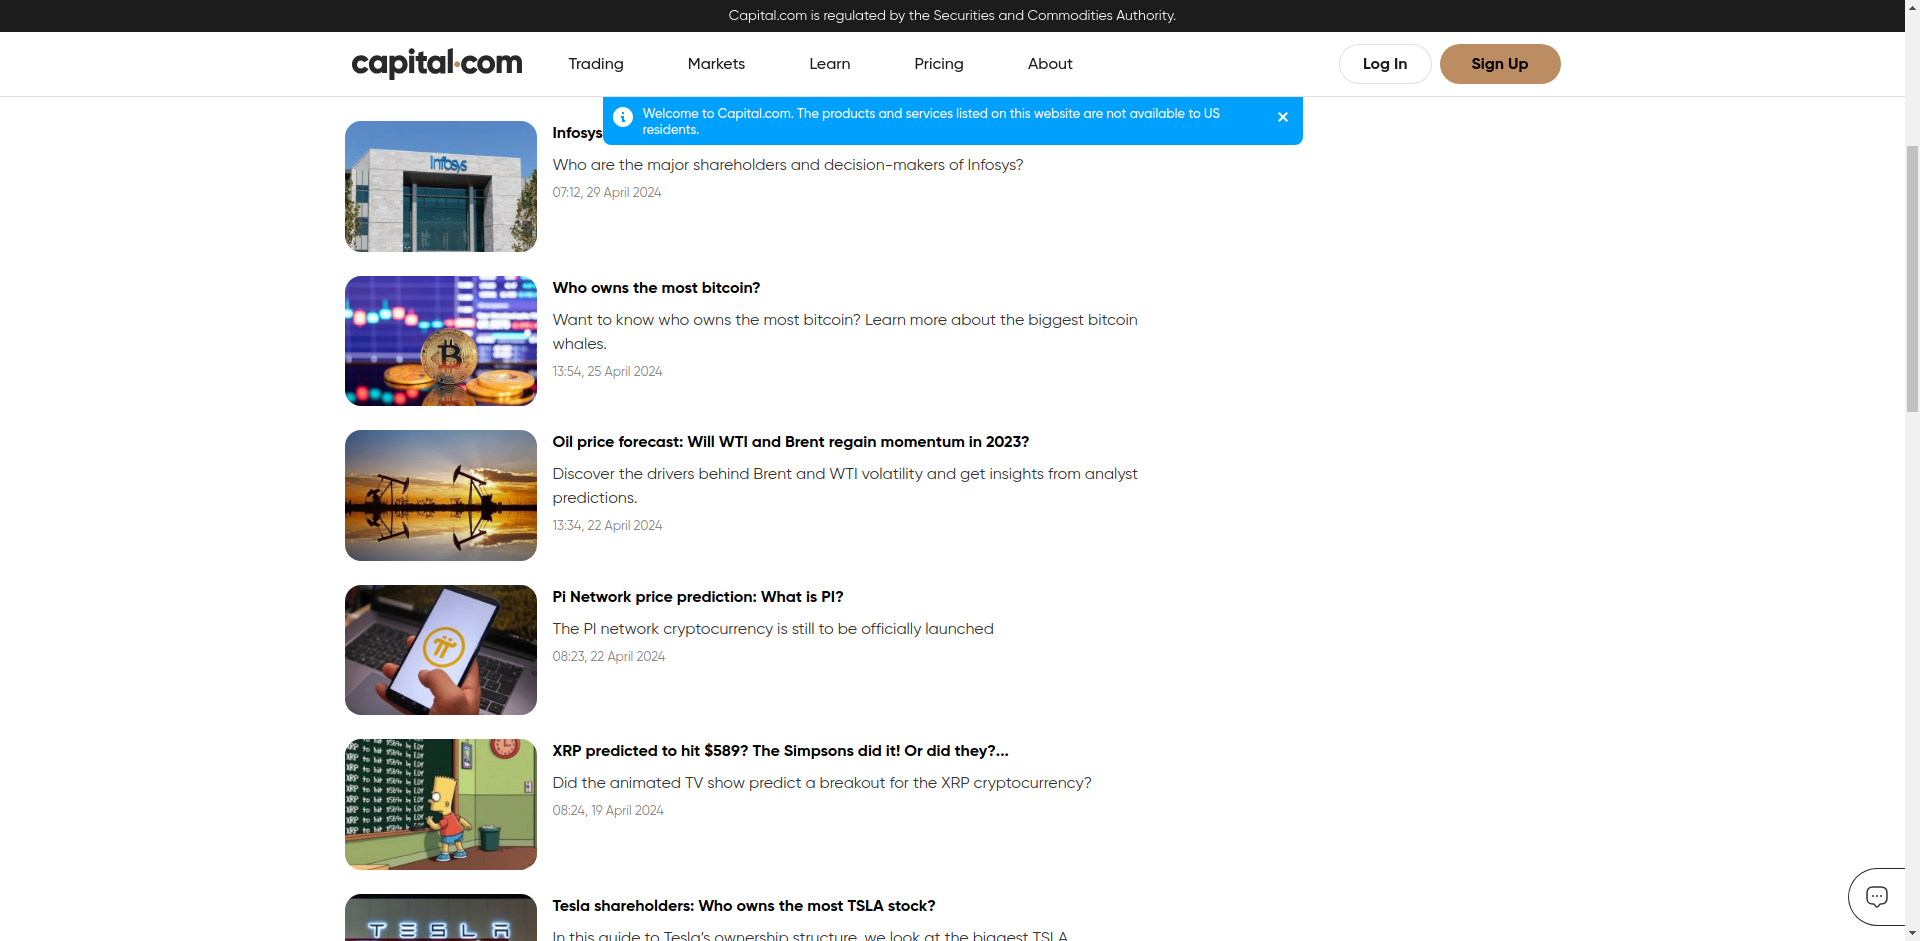 Capital.com is regulated by the Securities and Commodities Authority.
capital.com
Trading
Markets
Learn
Pricing
About
Log In
Sign Up
Welcome to Capital.com. The products and services listed on this website are not available to US
residents.
Infosys
Infosys
Who are the major shareholders and decision-makers of Infosys?
07:12, 29 April 2024
Who owns the most bitcoin?
Want to know who owns the most bitcoin? Learn more about the biggest bitcoin
whales.
13:54, 25 April 2024
Oil price forecast: Will WTI and Brent regain momentum in 2023?
Discover the drivers behind Brent and WTI volatility and get insights from analyst
predictions.
13:34, 22 April 2024
Pi Network price prediction: What is PI?
The PI network cryptocurrency is still to be officially launched
08:23, 22 April 2024
XRP predicted to hit $589? The Simpsons did it! Or did they?...
Did the animated TV show predict a breakout for the XRP cryptocurrency?
08:24, 19 April 2024
TESLA
Tesla shareholders: Who owns the most TSLA stock?
In this guide to Tesla's ownership structure, we look at the biggest TSLA